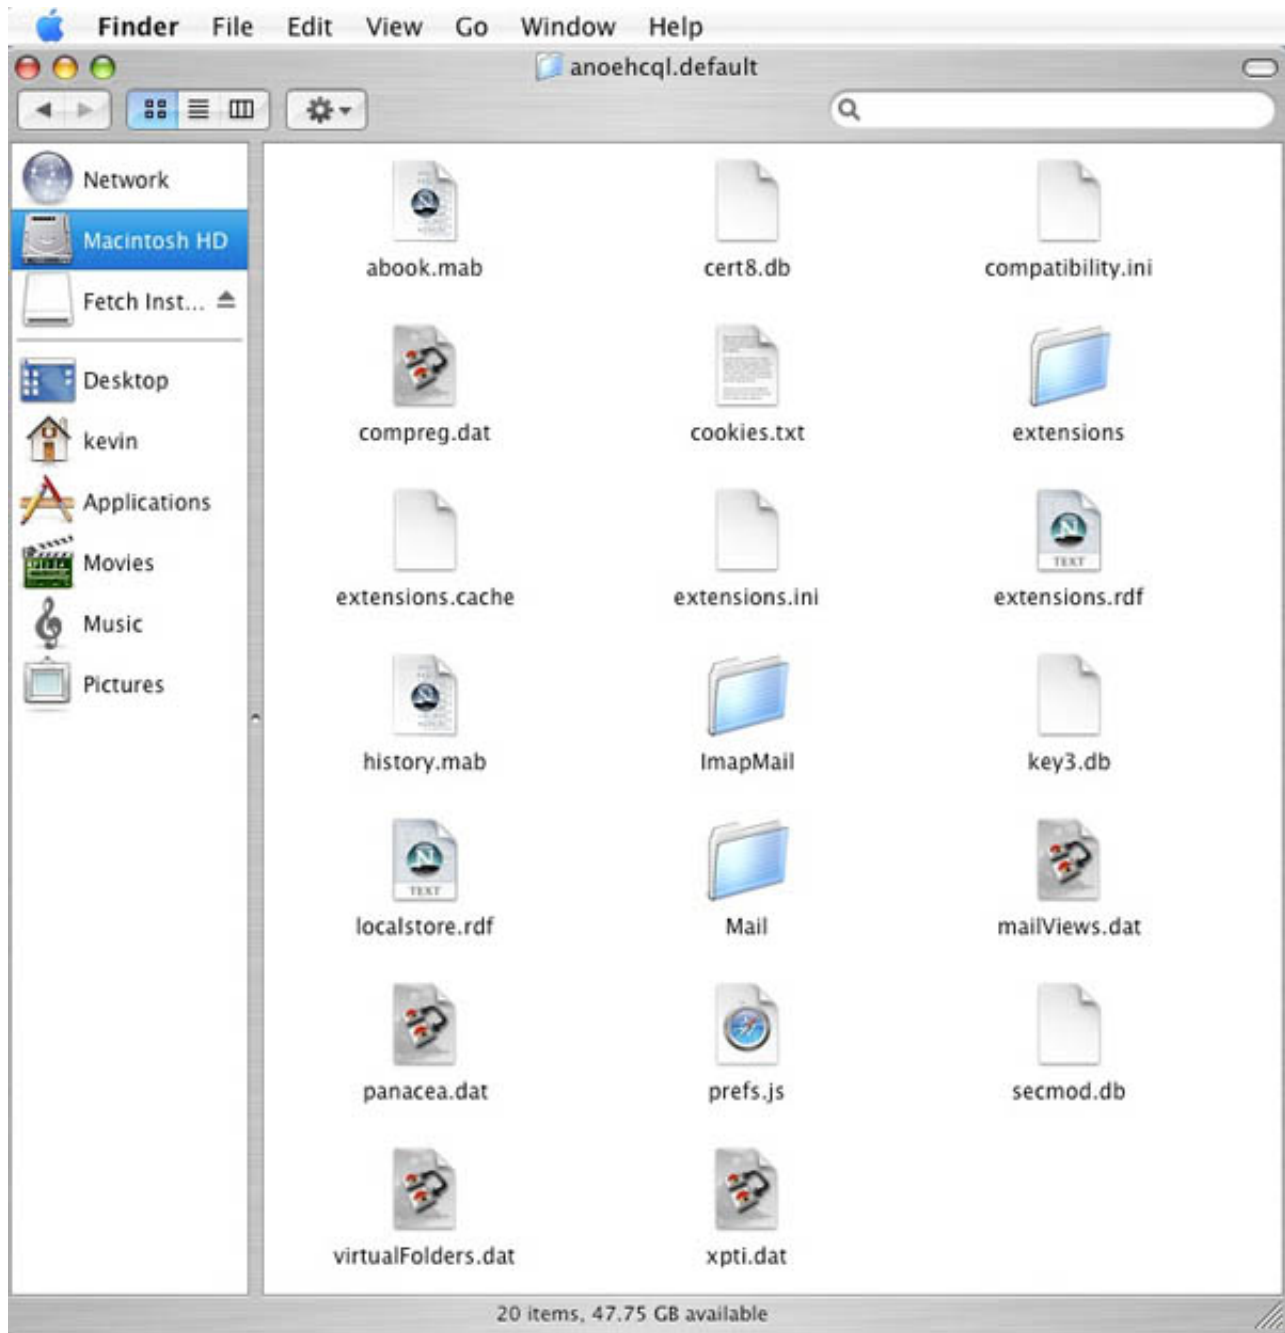 Finder File Edit View Go Window Help
anoehcql.default
Network
Macintosh HD
Fetch Inst...
Desktop
kevin
Applications
Movies
Music
Pictures
abook.mab cert8.db compatibility.ini
compreg.dat cookies.txt extensions
extensions.cache extensions.ini TEXT
extensions.rdf
history.mab ImapMail key3.db
TEXT
localstore.rdf Mail mailViews.dat
panacea.dat prefs.js secmod.db
virtualFolders.dat xpti.dat
20 items, 47.75 GB available